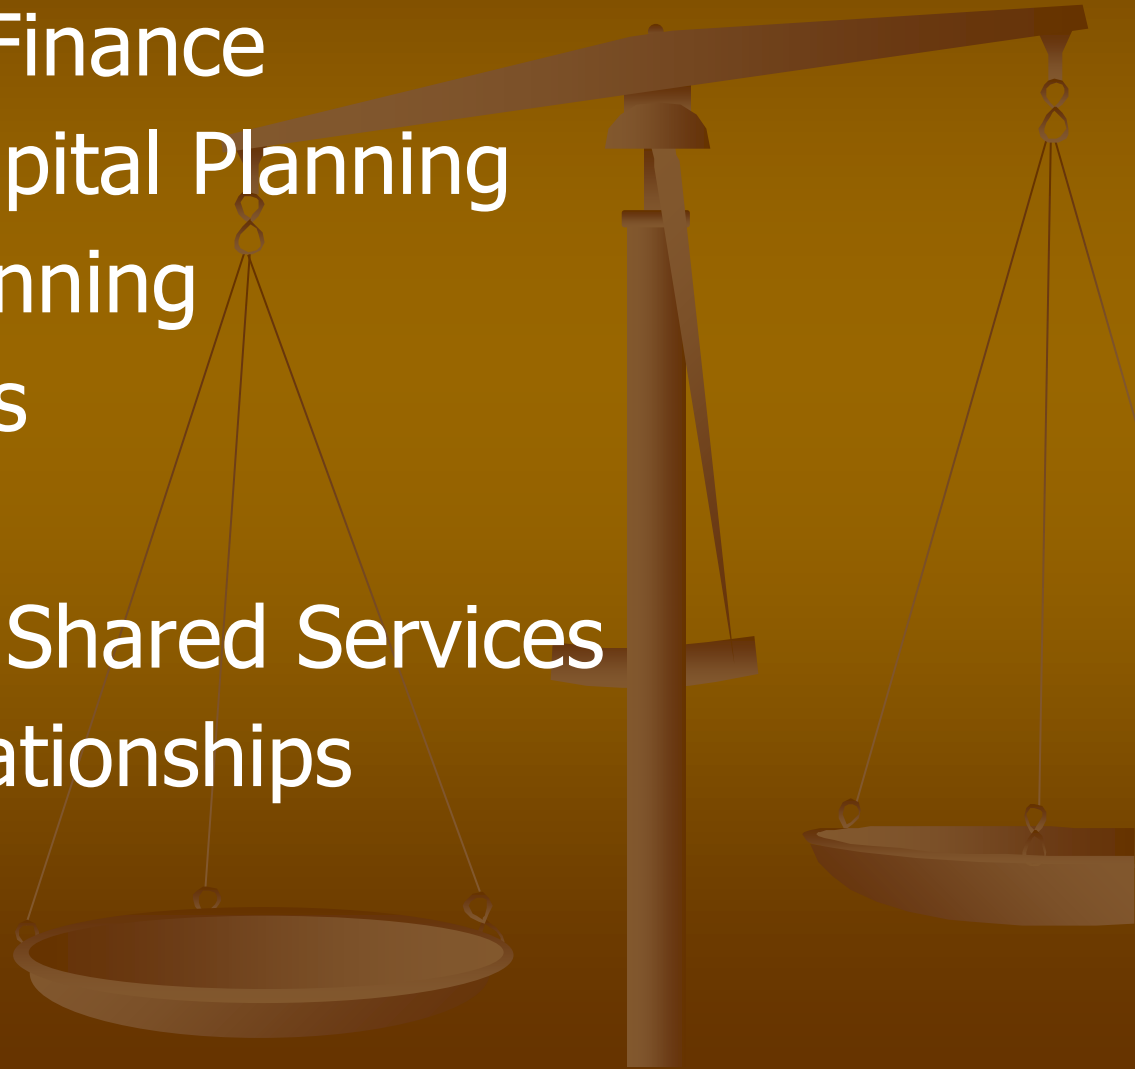 Finance
pital Planning
nning
s
Shared Services
ationships